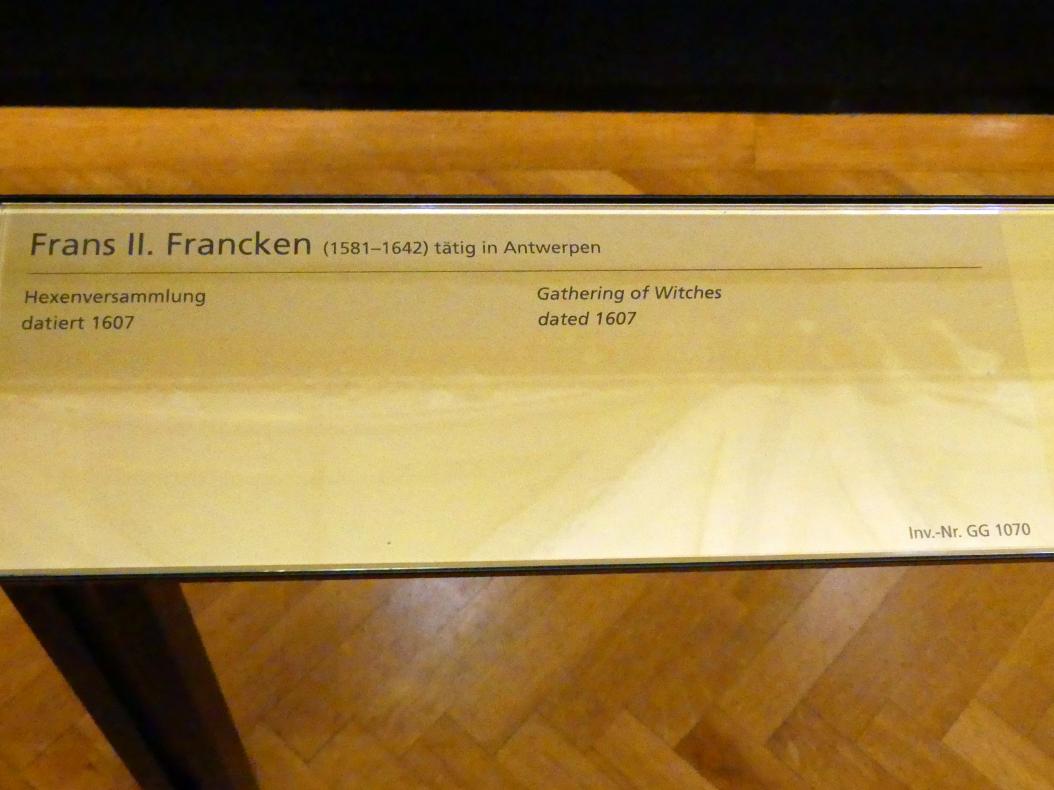 Frans II. Francken (1581–1642) tätig in Antwerpen
Hexenversammlung
datiert 1607
Gathering of Witches
dated 1607
Inv.-Nr. GG 1070